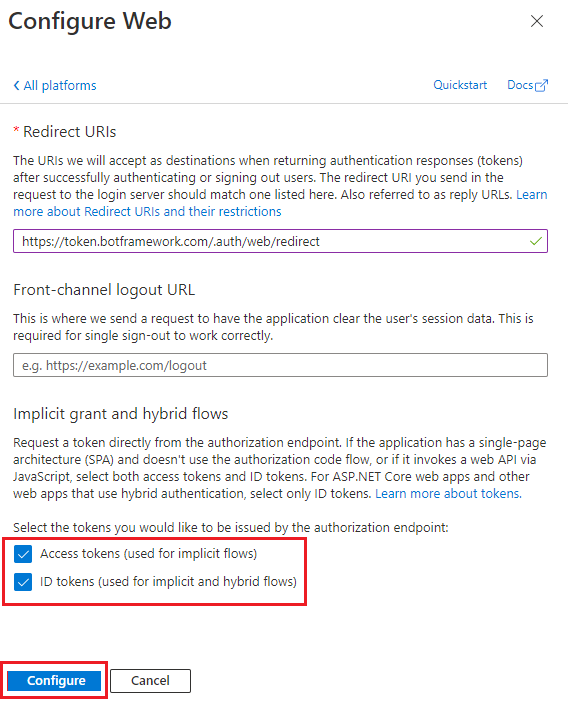 Configure Web
All platforms
Quickstart
Docs
* Redirect URIs
The URIs we will accept as destinations when returning authentication responses (tokens)
after successfully authenticating or signing out users. The redirect URI you send in the
request to the login server should match one listed here. Also referred to as reply URLs. Learn
more about Redirect URIs and their restrictions
https://token.botframework.com/.auth/web/redirect
Front-channel logout URL
This is where we send a request to have the application clear the user's session data. This is
required for single sign-out to work correctly.
e.g. https://example.com/logout
Implicit grant and hybrid flows
Request a token directly from the authorization endpoint. If the application has a single-page
architecture (SPA) and doesn't use the authorization code flow, or if it invokes a web API via
JavaScript, select both access tokens and ID tokens. For ASP.NET Core web apps and other
web apps that use hybrid authentication, select only ID tokens. Learn more about tokens.
Select the tokens you would like to be issued by the authorization endpoint:
Access tokens (used for implicit flows)
ID tokens (used for implicit and hybrid flows)
Configure
Cancel